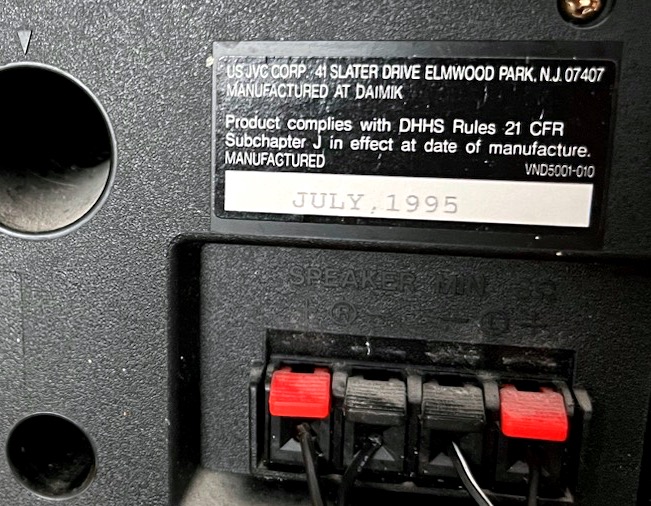 US JVC CORP. 41 SLATER DRIVE ELMWOOD PARK, N.J. 07407
MANUFACTURED AT DAIMIK
Product complies with DHHS Rules 21 CFR
Subchapter J in effect at date of manufacture.
MANUFACTURED
VND5001-010
JULY,1995
SPEAKER MIN
R - - L +